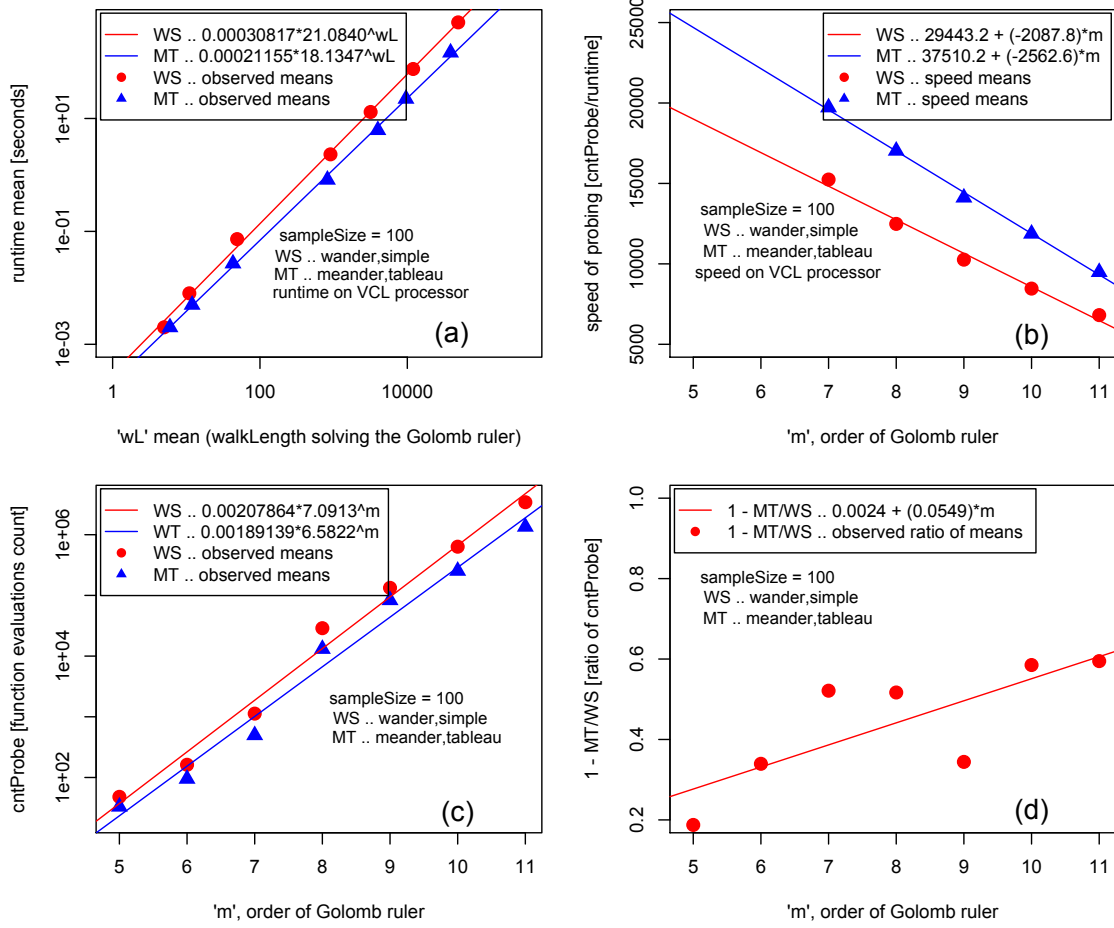 WS .. 0.00030817*21.0840^wL
MT .. 0.00021155*18.1347^wL
WS .. observed means
MT .. observed means
sampleSize = 100
WS .. wander,simple
MT .. meander,tableau
runtime on VCL processor
(a)
runtime mean [seconds]
1e-03
1e-01
1e+01
1
100
10000
'wL' mean (walkLength solving the Golomb ruler)
WS .. 29443.2 + (-2087.8)*m
MT .. 37510.2 + (-2562.6)*m
WS .. speed means
MT .. speed means
sampleSize = 100
WS .. wander,simple
MT .. meander,tableau
speed on VCL processor
(b)
speed of probing [cntProbe/runtime]
5000
10000
15000
20000
25000
5
6
7
8
9
10
11
'm', order of Golomb ruler
WS .. 0.00207864*7.0913^m
WT .. 0.00189139*6.5822^m
WS .. observed means
MT .. observed means
sampleSize = 100
WS .. wander,simple
MT .. meander,tableau
(c)
cntProbe [function evaluations count]
1e+02
1e+04
1e+06
5
6
7
8
9
10
11
'm', order of Golomb ruler
1 - MT/WS .. 0.0024 + (0.0549)*m
1 - MT/WS .. observed ratio of means
sampleSize = 100
WS .. wander,simple
MT .. meander,tableau
(d)
1 - MT/WS [ratio of cntProbe]
0.2
0.4
0.6
0.8
1.0
5
6
7
8
9
10
11
'm', order of Golomb ruler